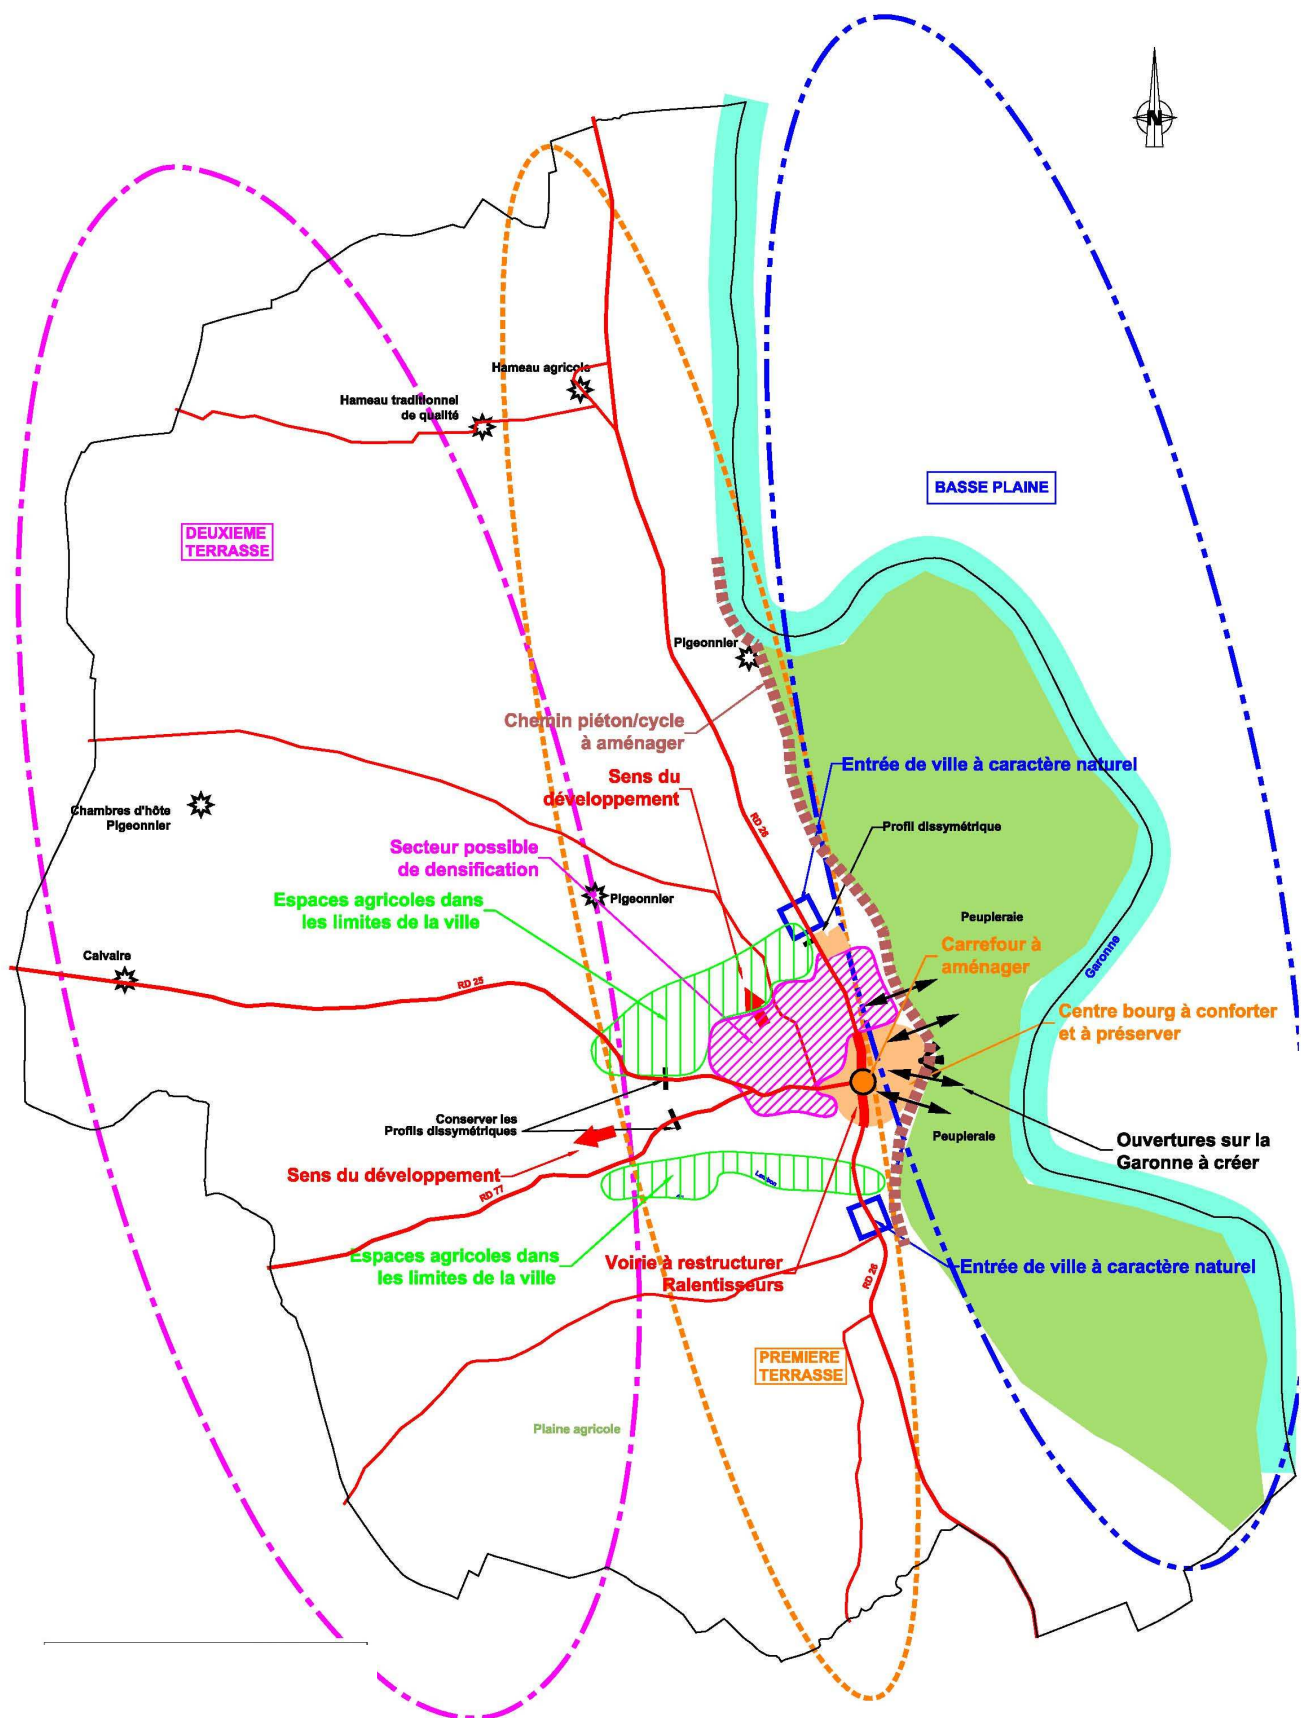 N
Hameau agricole
Hameau traditionnel
de qualité
BASSE PLAINE
DEUXIEME
TERRASSE
Pigeonnier
Chemin piéton/cycle
à aménager
Entrée de ville à caractère naturel
Sens du
développement
RD 26
Profil dissymétrique
Chambres d'hôte
Pigeonnier
Secteur possible
de densification
Espaces agricoles dans
les limites de la ville
Pigeonnier
Peupleraie
Carrefour à
aménager
Garonne
Calvaire
RD 25
Centre bourg à conforter
et à préserver
Conserver les
Profils dissymétriques
Peupleraie
Ouvertures sur la
Garonne à créer
Sens du développement
RD 77
Espaces agricoles dans
les limites de la ville
Voirie à restructurer
Ralentisseurs
RD 26
Entrée de ville à caractère naturel
PREMIERE
TERRASSE
Plaine agricole